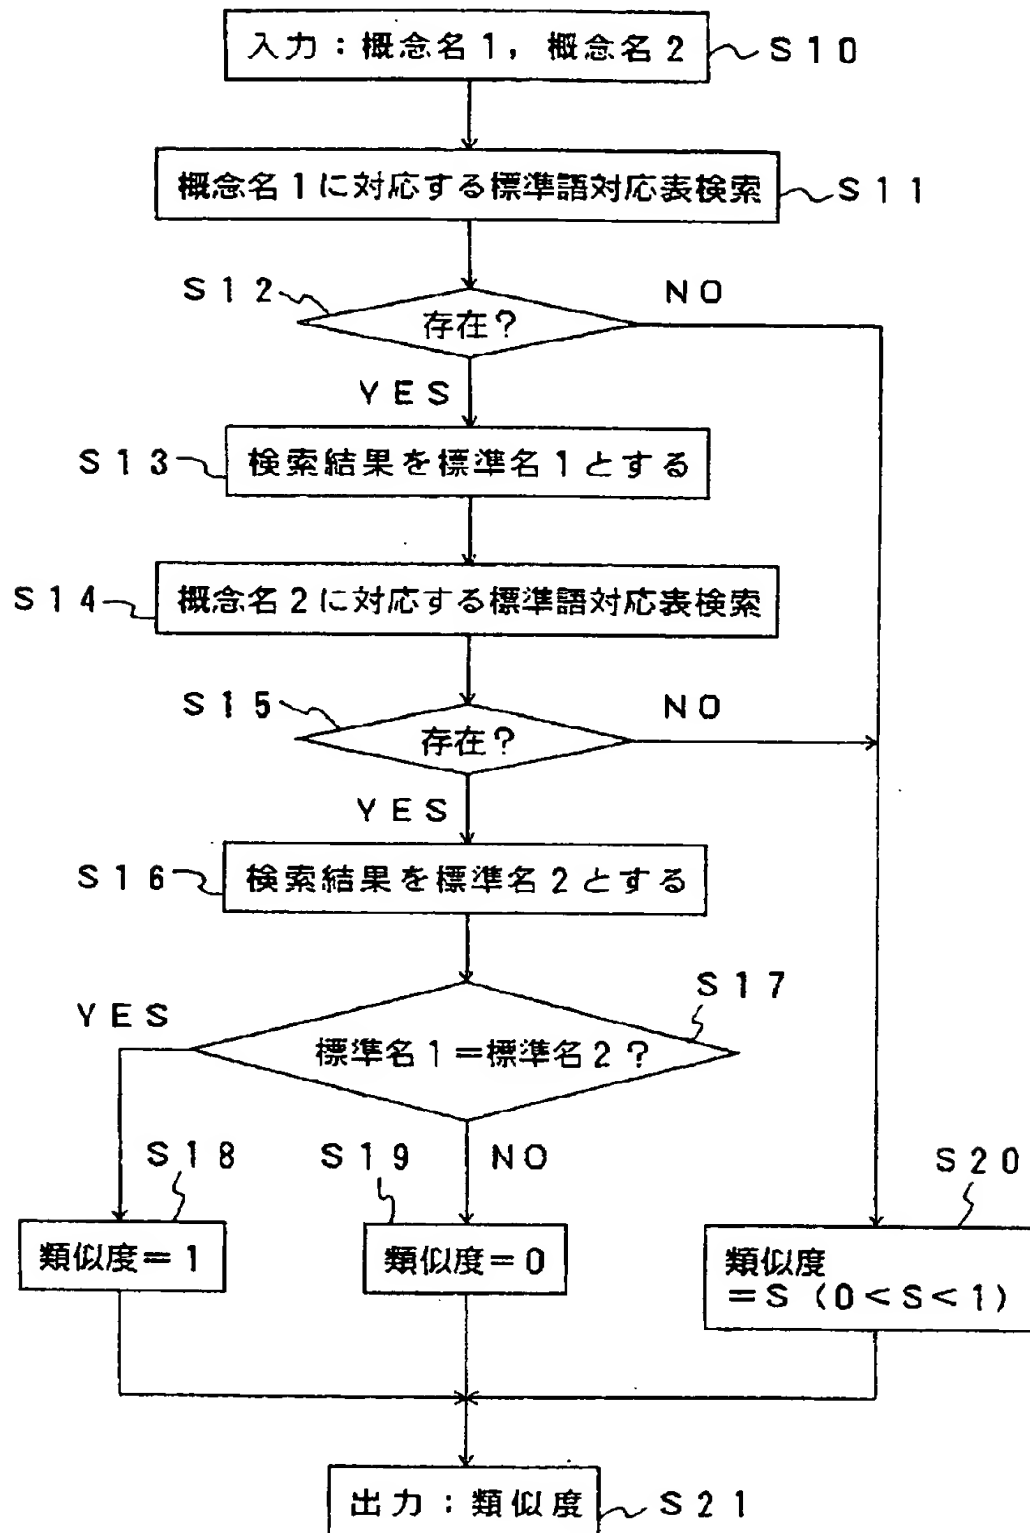 入力：概念名1，概念名2
S10
概念名1に対応する標準語対応表検索
S11
S12
存在？
NO
YES
S13
検索結果を標準名1とする
S14
概念名2に対応する標準語対応表検索
S15
存在？
NO
YES
S16
検索結果を標準名2とする
S17
YES
標準名1＝標準名2？
S18
S19
NO
S20
類似度＝1
類似度＝0
類似度
＝S（0＜S＜1）
出力：類似度
S21